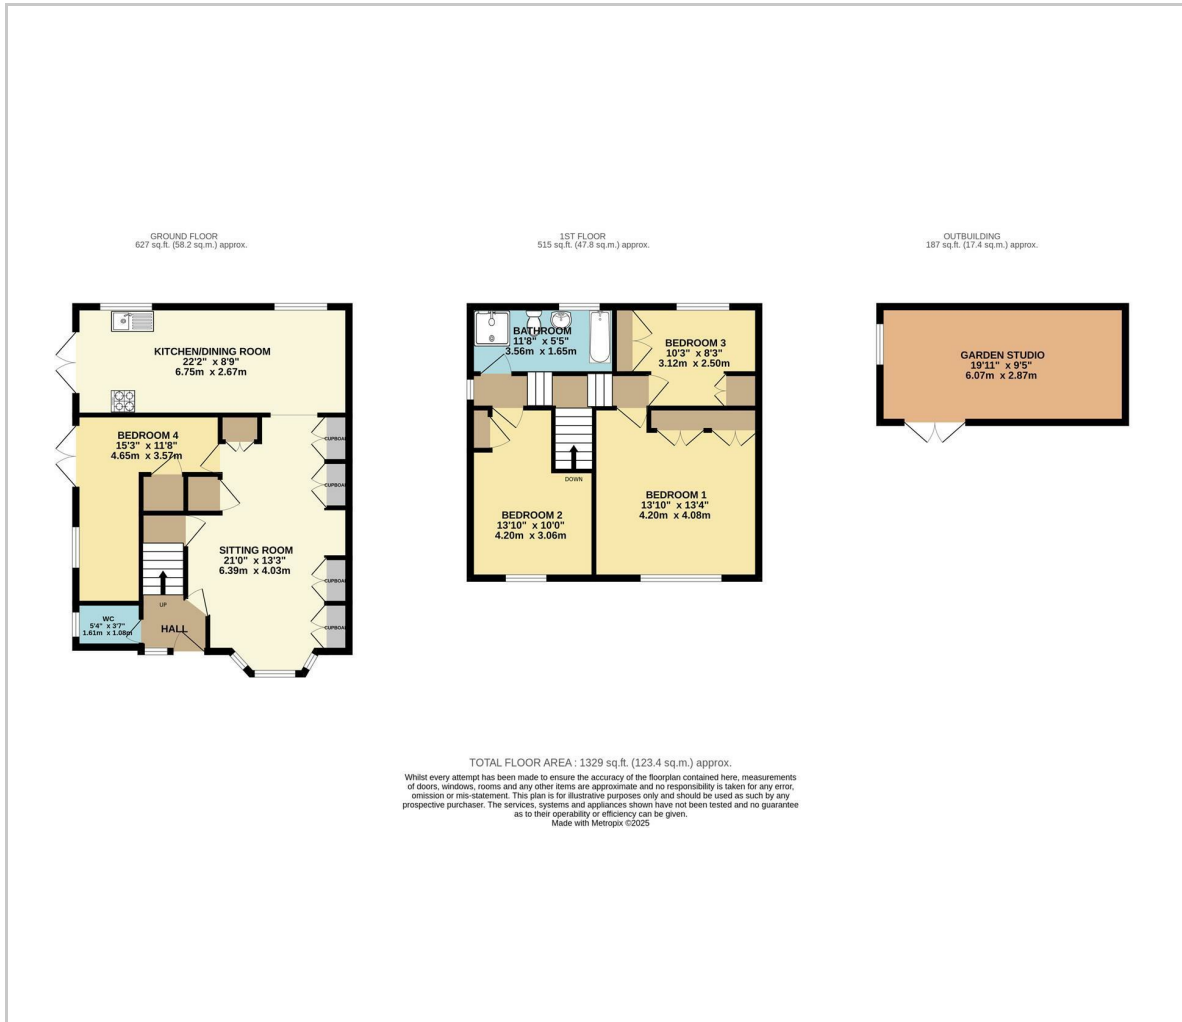 GROUND FLOOR
627 sq.ft. (58.2 sq.m.) approx.
KITCHEN/DINING ROOM
22'2" x 8'9"
6.75m x 2.67m
BEDROOM 4
15'3" x 11'8"
4.65m x 3.57m
CUPBOA
CUPBOA
SITTING ROOM
21'0" x 13'3"
6.39m x 4.03m
CUPBOA
CUPBOA
UP
WC
5'4" x 3'7"
1.61m x 1.08m
HALL
1ST FLOOR
515 sq.ft. (47.8 sq.m.) approx.
BATHROOM
11'8" x 5'5"
3.56m x 1.65m
BEDROOM 3
10'3" x 8'3"
3.12m x 2.50m
DOWN
BEDROOM 2
13'10" x 10'0"
4.20m x 3.06m
BEDROOM 1
13'10" x 13'4"
4.20m x 4.08m
OUTBUILDING
187 sq.ft. (17.4 sq.m.) approx.
GARDEN STUDIO
19'11" x 9'5"
6.07m x 2.87m
TOTAL FLOOR AREA : 1329 sq.ft. (123.4 sq.m.) approx.
Whilst every attempt has been made to ensure the accuracy of the floorplan contained here, measurements
of doors, windows, rooms and any other items are approximate and no responsibility is taken for any error,
omission or mis-statement. This plan is for illustrative purposes only and should be used as such by any
prospective purchaser. The services, systems and appliances shown have not been tested and no guarantee
as to their operability or efficiency can be given.
Made with Metropix ©2025